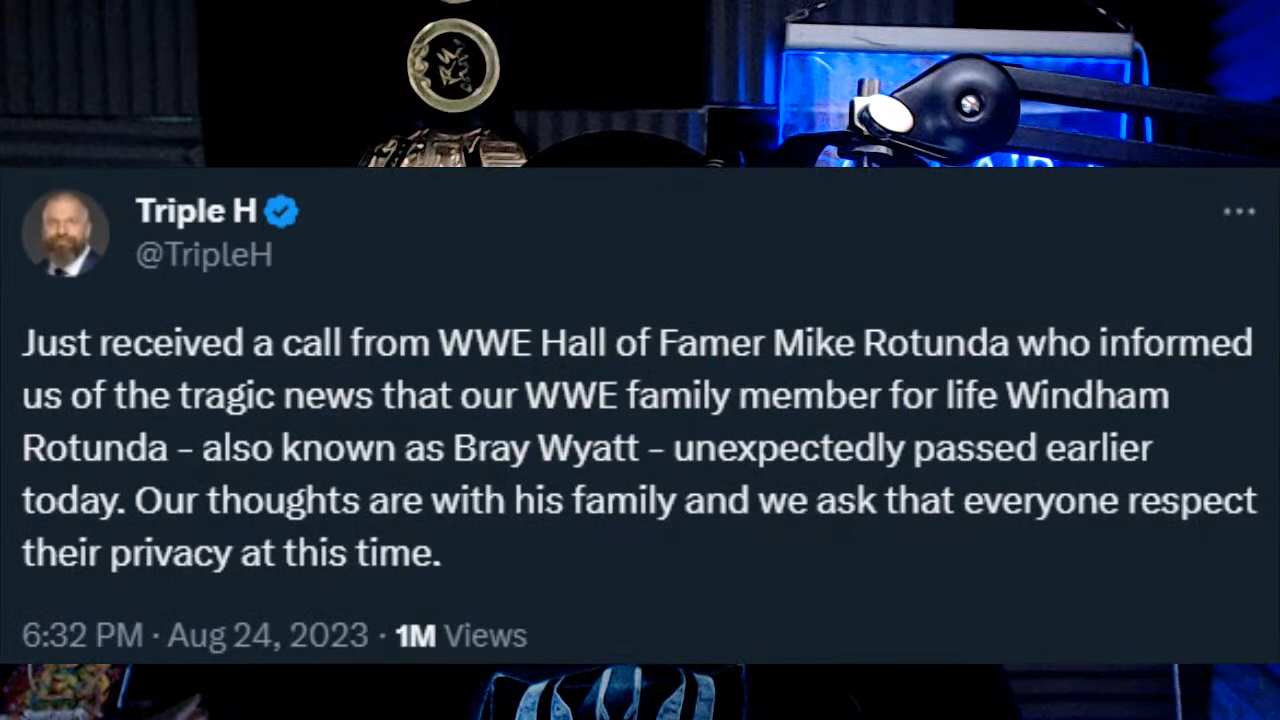 Triple H
@TripleH
Just received a call from WWE Hall of Famer Mike Rotunda who informed
us of the tragic news that our WWE family member for life Windham
Rotunda – also known as Bray Wyatt – unexpectedly passed earlier
today. Our thoughts are with his family and we ask that everyone respect
their privacy at this time.
6:32 PM · Aug 24, 2023 · 1M Views